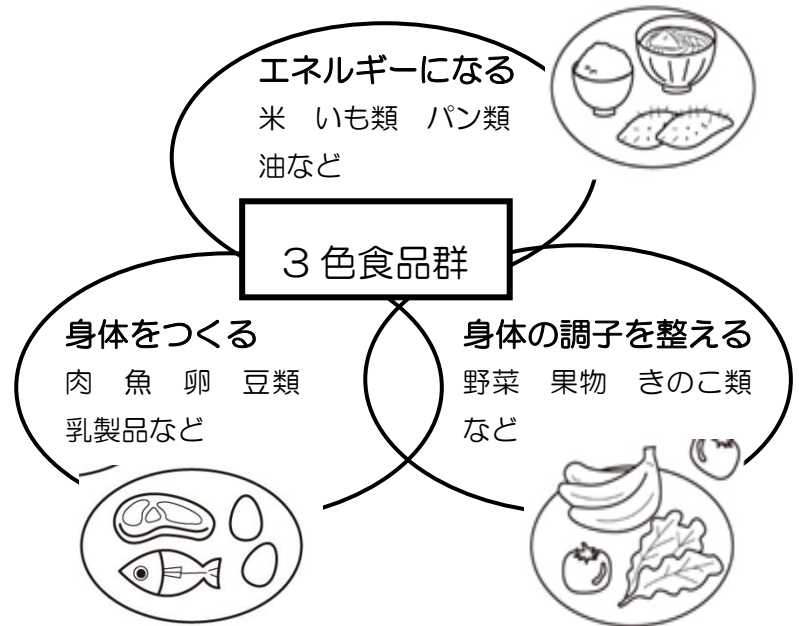 エネルギーになる
米　いも類　パン類
油など
３色食品群
身体をつくる
肉　魚　卵　豆類
乳製品など
身体の調子を整える
野菜　果物　きのこ類
など